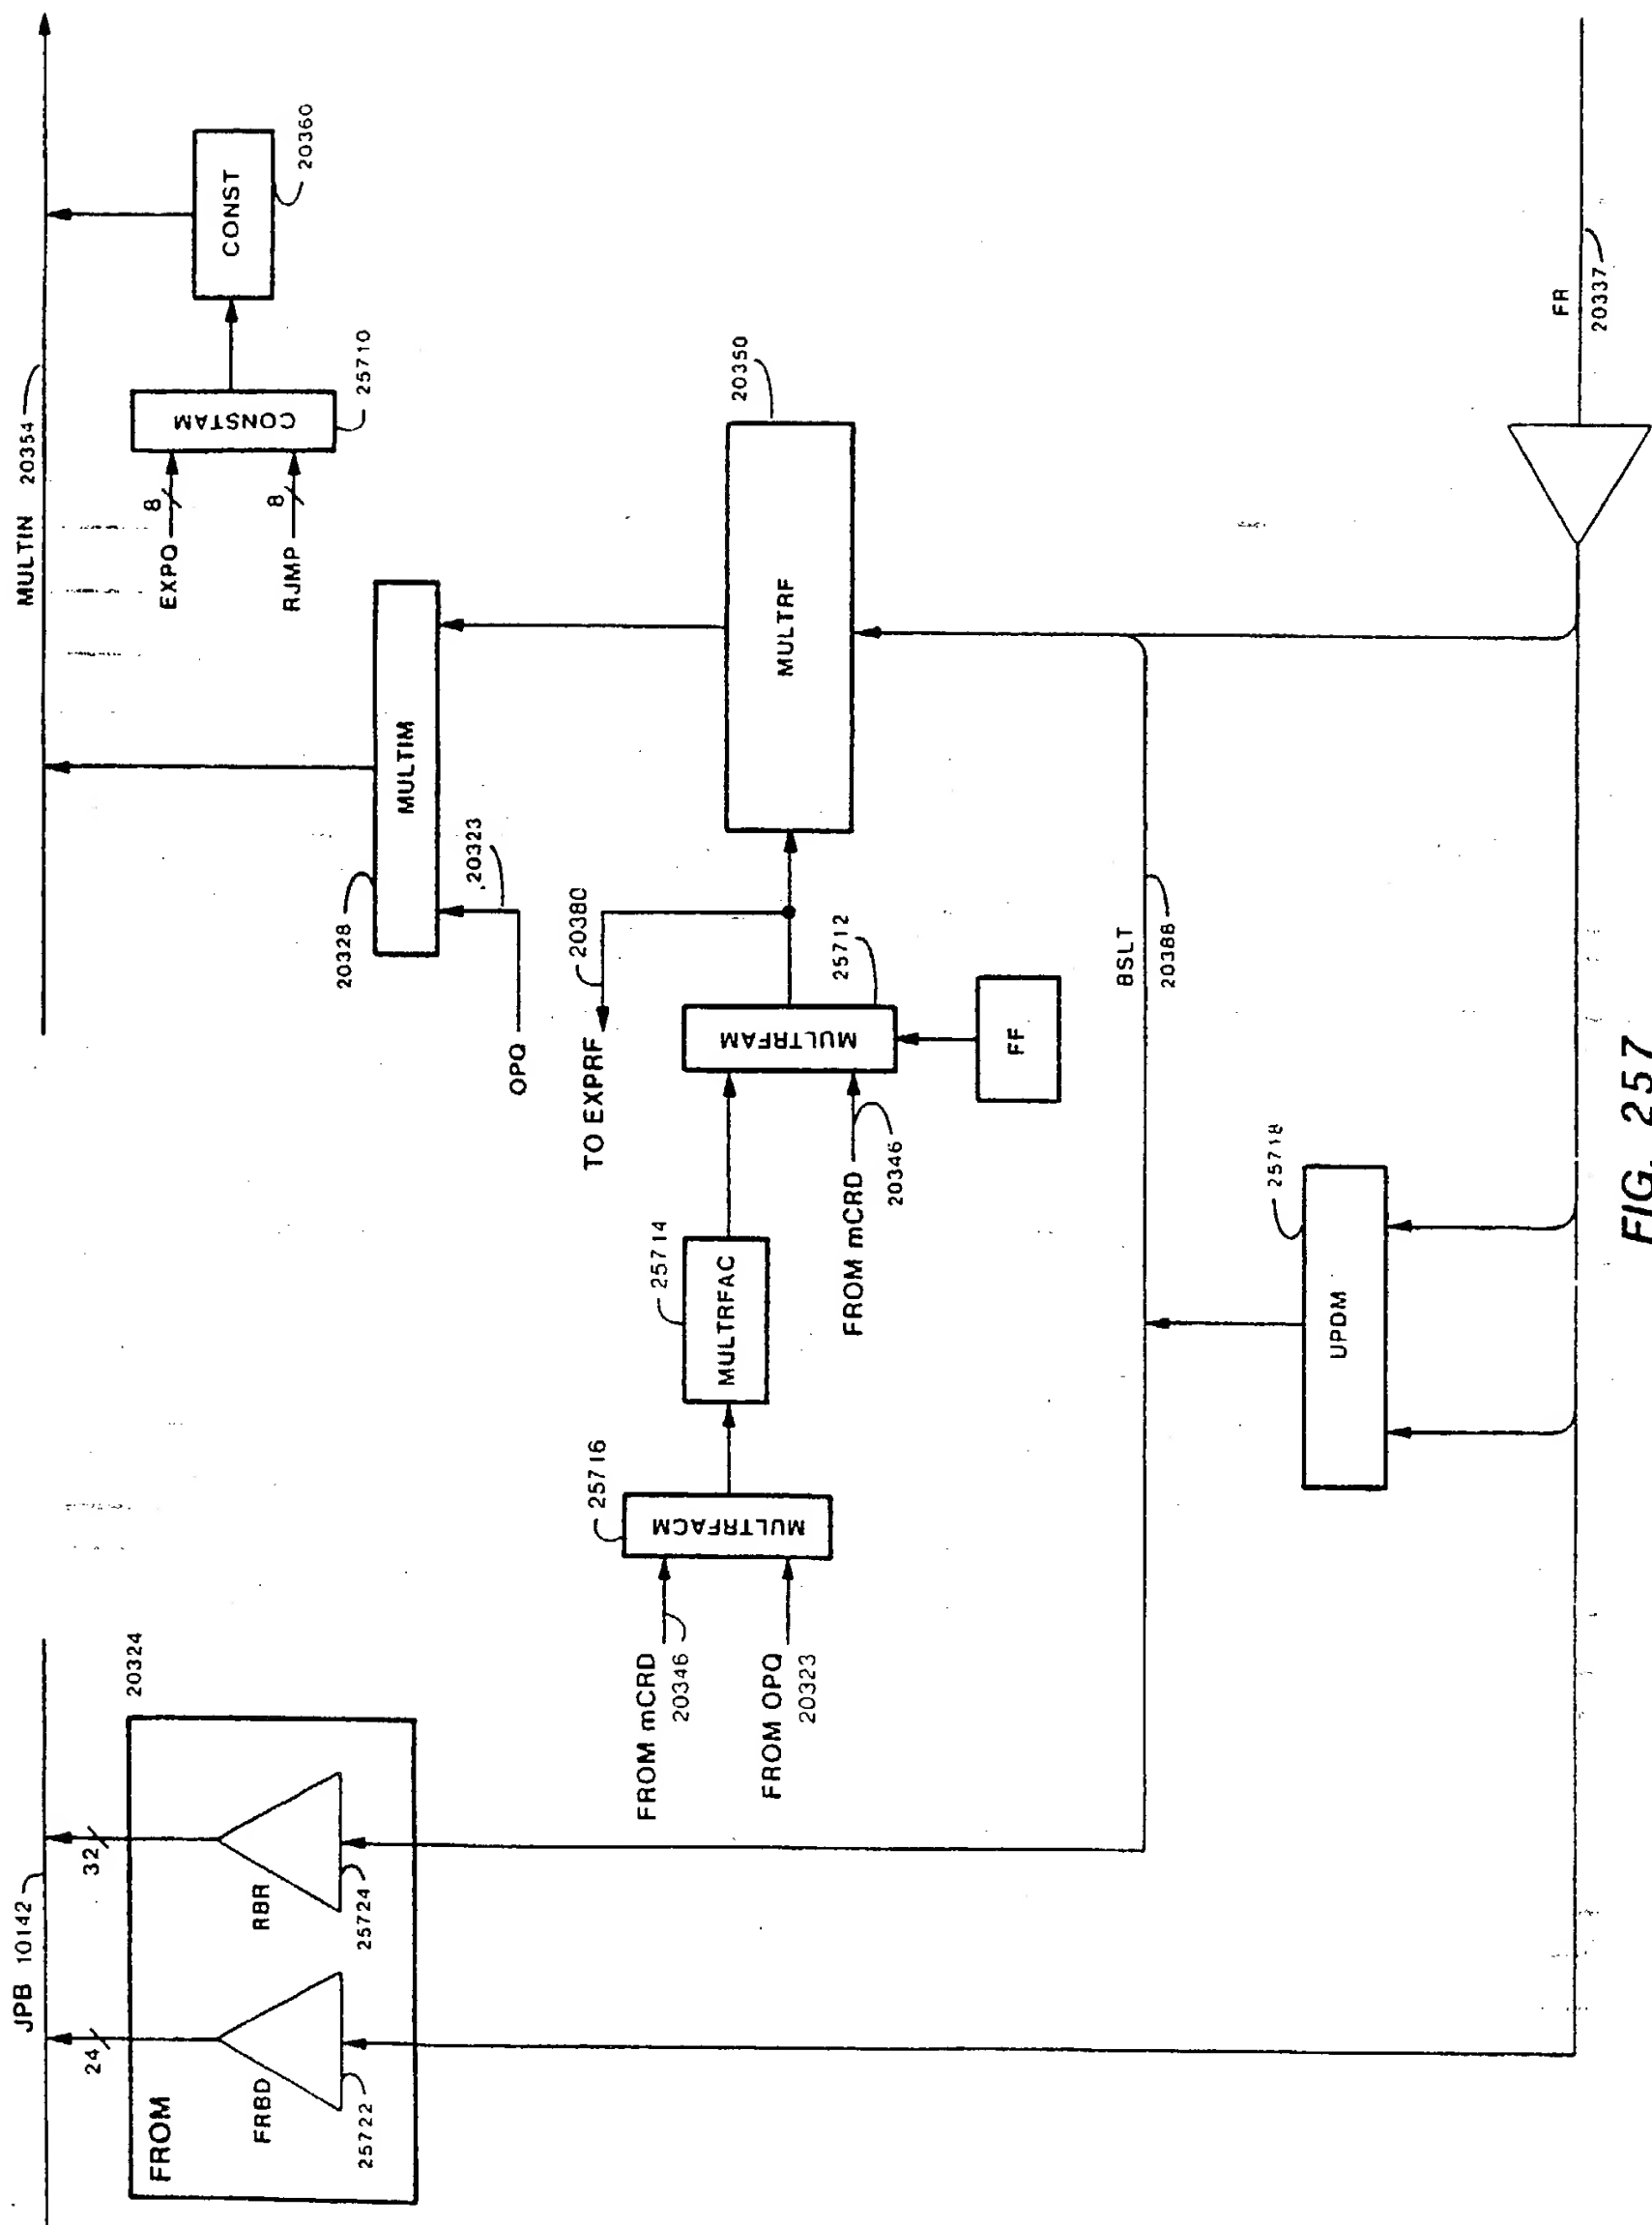 JPB 10142
MULTIN 20354
24
32
20324
FROM
FRBD
25722
RBR
25724
EXPO
8
RJMP
8
CONSTAM
25710
CONST
20360
20328
MULTIM
OPQ
20323
TO EXPRF
20380
MULTRF
20350
FROM mCRD
20346
FROM OPQ
20323
MULTRFACM
25716
MULTRFAC
25714
FROM mCRD
20346
MULTRFAM
25712
FF
BSLT
20388
UPDM
25718
FR
20337
FIG. 257